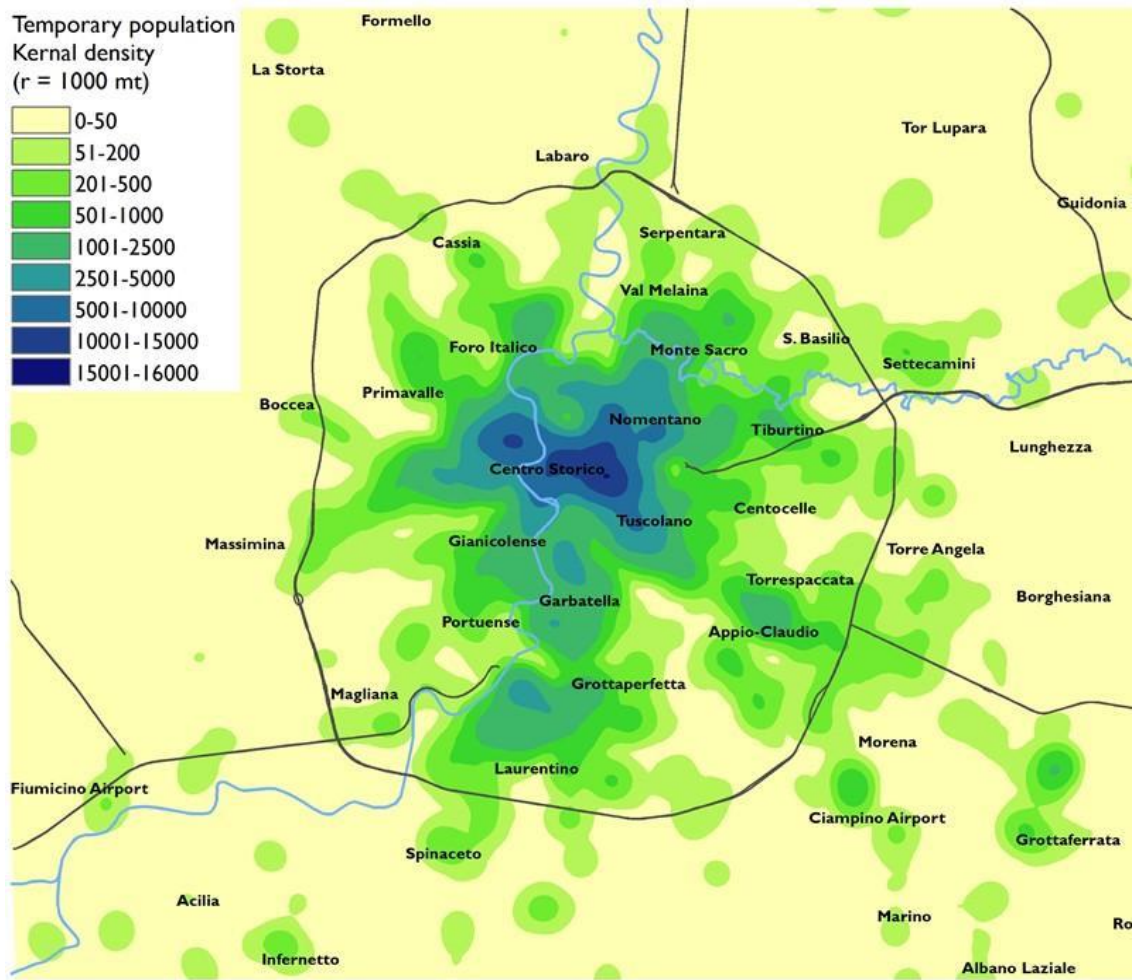 Temporary population
Kernal density
(r = 1000 mt)
0-50
51-200
201-500
501-1000
1001-2500
2501-5000
5001-10000
10001-15000
15001-16000
Formello
La Storta
Tor Lupara
Labaro
Guidonia
Serpentara
Cassia
Val Melaina
S. Basilio
Foro Italico
Monte Sacro
Settecamini
Primavalle
Boccea
Nomentano
Tiburtino
Lunghezza
Centro Storico
Centocelle
Tuscolano
Gianicolense
Massimina
Torre Angela
Torrespaccata
Borghesiana
Garbatella
Portuense
Appio-Claudio
Grottaperfetta
Magliana
Morena
Laurentino
Fiumicino Airport
Ciampino Airport
Grottaferrata
Spinaceto
Acilia
Marino
Ro
Infernetto
Albano Laziale